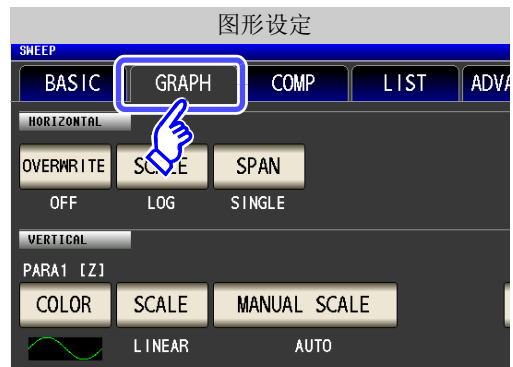 图形设定
SWEEP
BASIC GRAPH COMP LIST ADVA
HORIZONTAL
OVERWRITE SCALE SPAN
OFF LOG SINGLE
VERTICAL
PARA1 [Z]
COLOR SCALE MANUAL SCALE
LINEAR AUTO